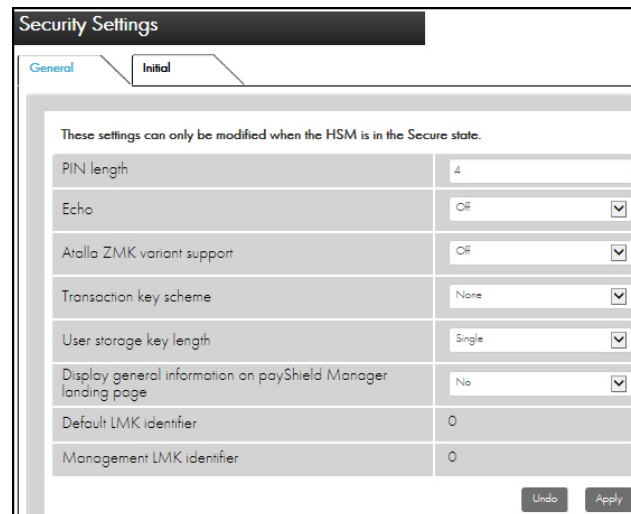 Security Settings
General Initial
These settings can only be modified when the HSM is in the Secure state.
PIN length 4
Echo Off
Atalla ZMK variant support Off
Transaction key scheme None
User storage key length Single
Display general information on payShield Manager
landing page No
Default LMK identifier 0
Management LMK identifier 0
Undo Apply